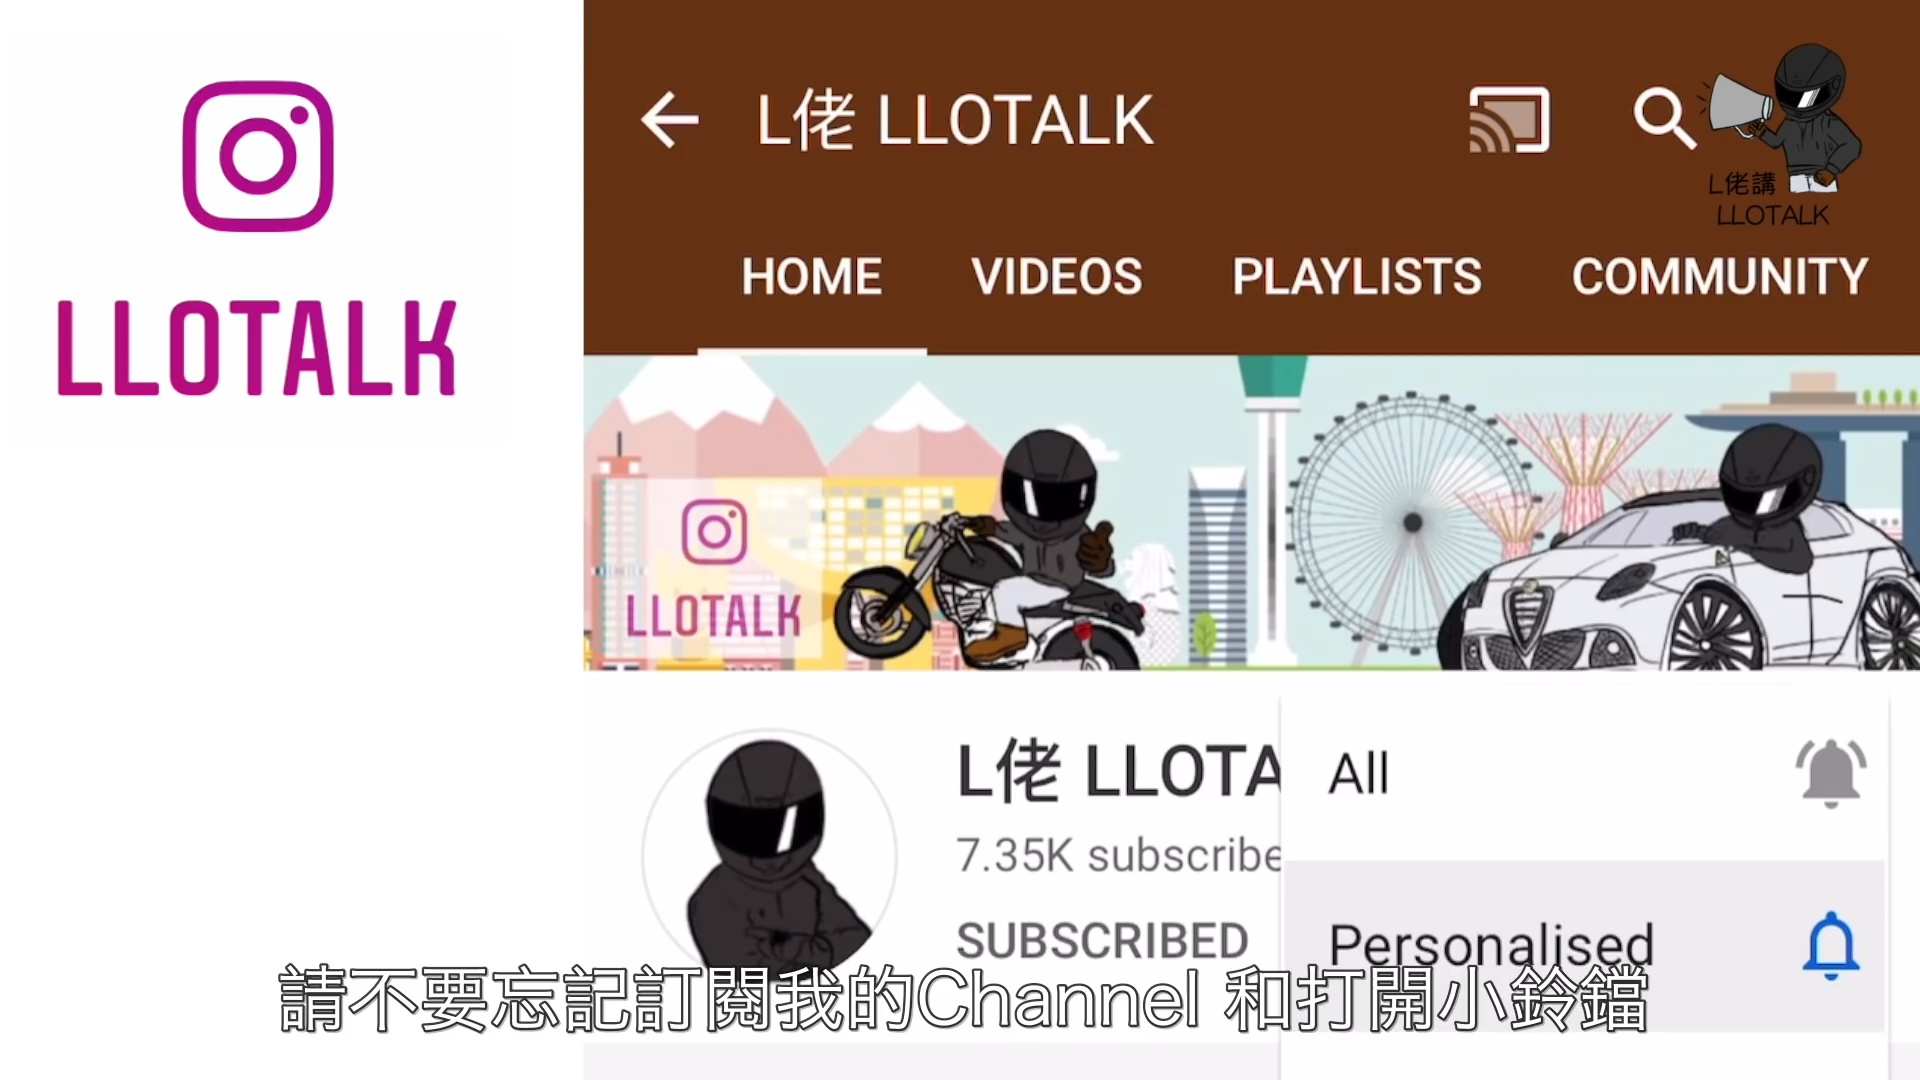 LLOTALK
L佬 LLOTALK
L佬講
LLOTALK
HOME VIDEOS PLAYLISTS COMMUNITY
LLOTALK
L佬 LLOTA
7.35K subscribe
SUBSCRIBED
All
Personalised
請不要忘記訂閱我的Channel 和打開小鈴鐺